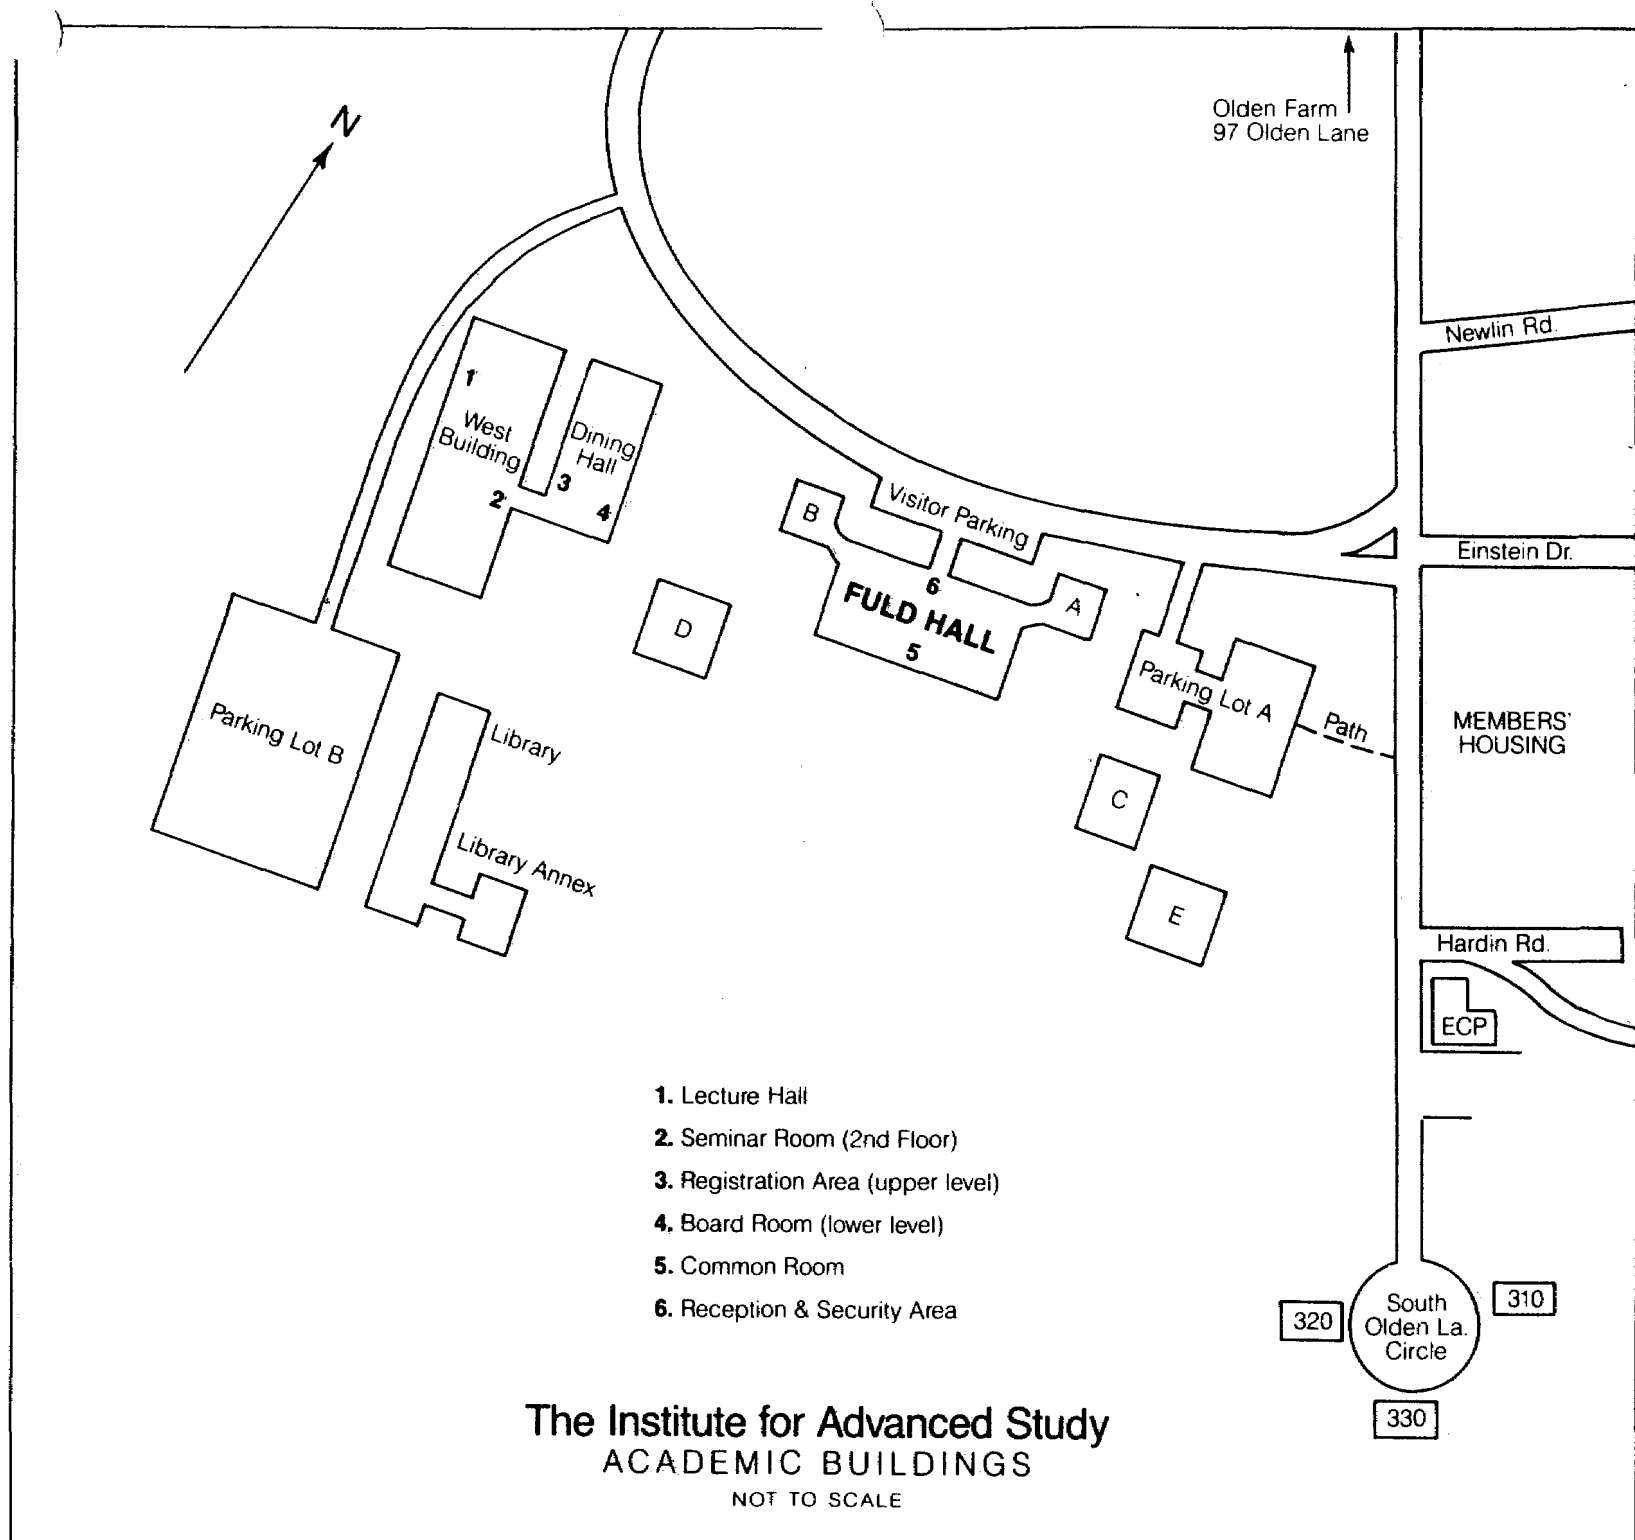 N
Olden Farm
97 Olden Lane
Newlin Rd.
1
West
Building
Dining
Hall
2
3
4
B
Visitor Parking
Einstein Dr.
6
A
FULD HALL
5
D
Parking Lot A
Path
MEMBERS'
HOUSING
Parking Lot B
Library
C
Library Annex
E
Hardin Rd.
ECP
1. Lecture Hall
2. Seminar Room (2nd Floor)
3. Registration Area (upper level)
4. Board Room (lower level)
5. Common Room
6. Reception & Security Area
320
South
Olden La.
Circle
310
330
The Institute for Advanced Study
ACADEMIC BUILDINGS
NOT TO SCALE